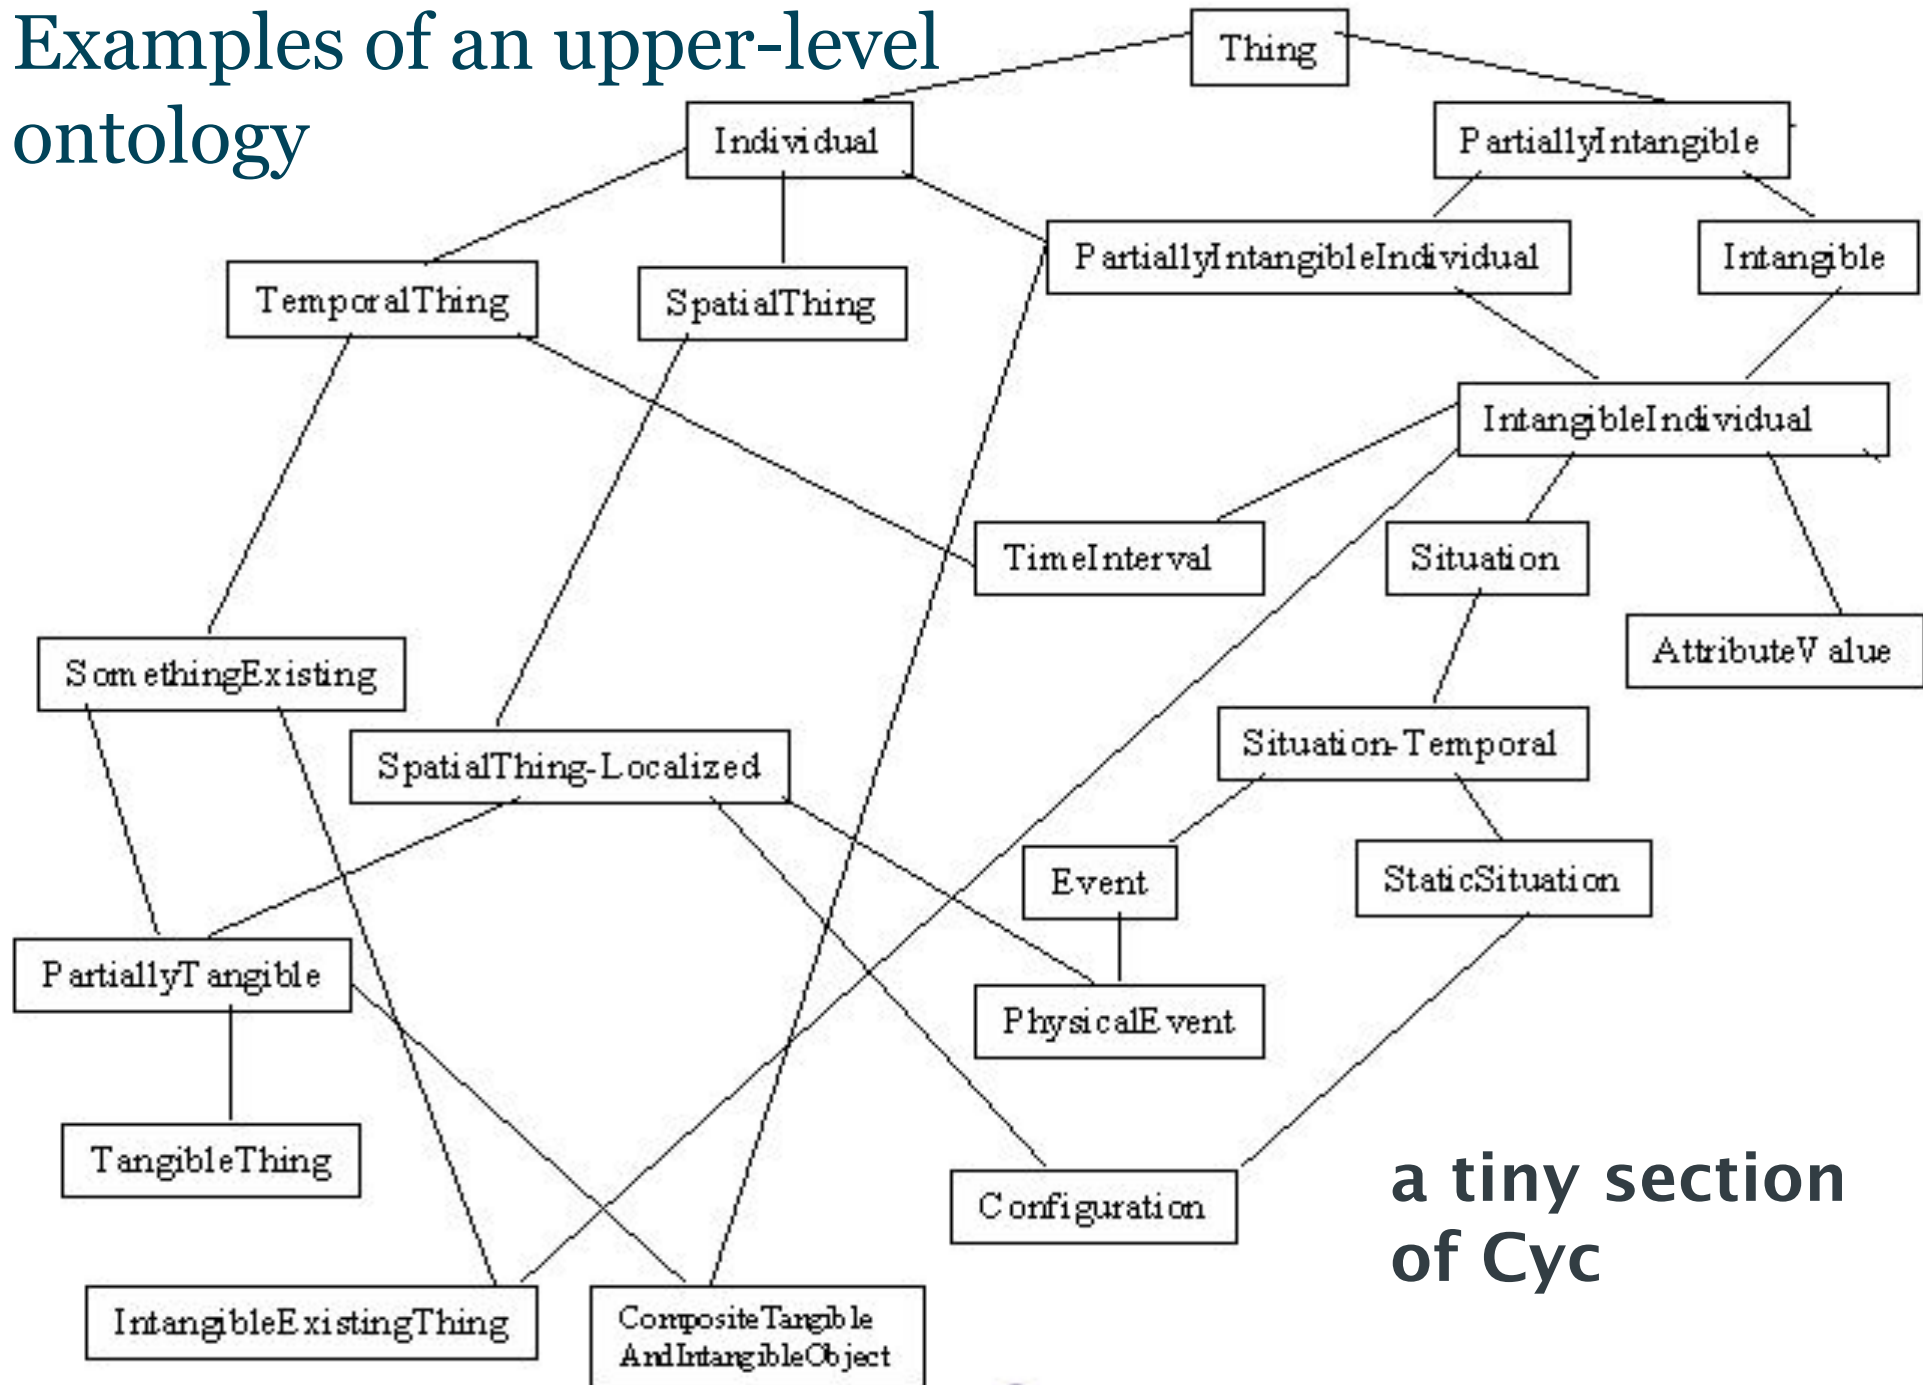 Examples of an upper-level
ontology
Thing
Individual
PartiallyIntangible
PartiallyIntangibleIndividual
Intangible
TemporalThing
SpatialThing
IntangibleIndividual
TimeInterval
Situation
AttributeValue
SomethingExisting
Situation-Temporal
SpatialThing-Localized
Event
StaticSituation
PartiallyTangible
PhysicalEvent
TangibleThing
Configuration
a tiny section
of Cyc
IntangibleExistingThing
CompositeTangible
AndIntangibleObject